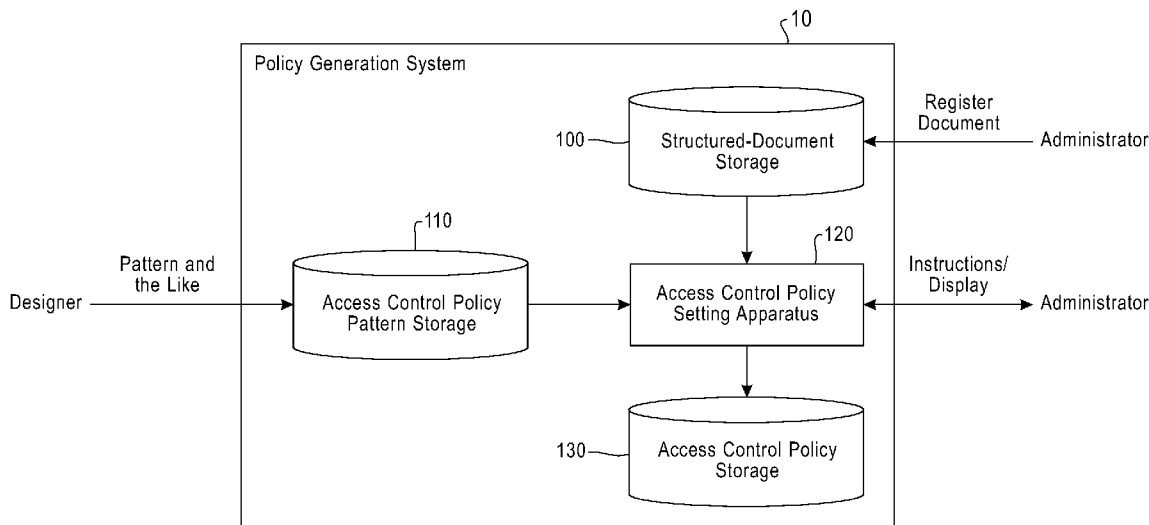 10
Policy Generation System
100
Structured-Document
Storage
Register
Document
Administrator
110
120
Designer
Pattern and
the Like
Access Control Policy
Pattern Storage
Access Control Policy
Setting Apparatus
Instructions/
Display
Administrator
130
Access Control Policy
Storage